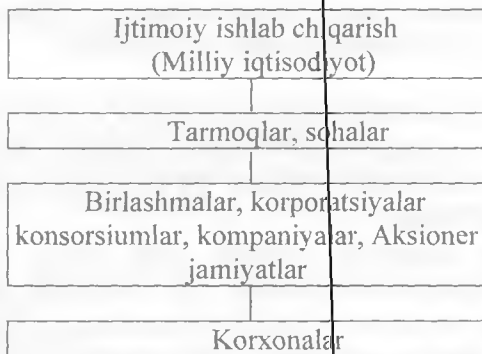 Ijtimoiy ishlab chiqarish
(Milliy iqtisodiyot)
Tarmoqlar, sohalar
Birlashmalar, korporatsiyalar
konsorsiumlar, kompaniyalar, Aksioner
jamiyatlar
Korxonalar